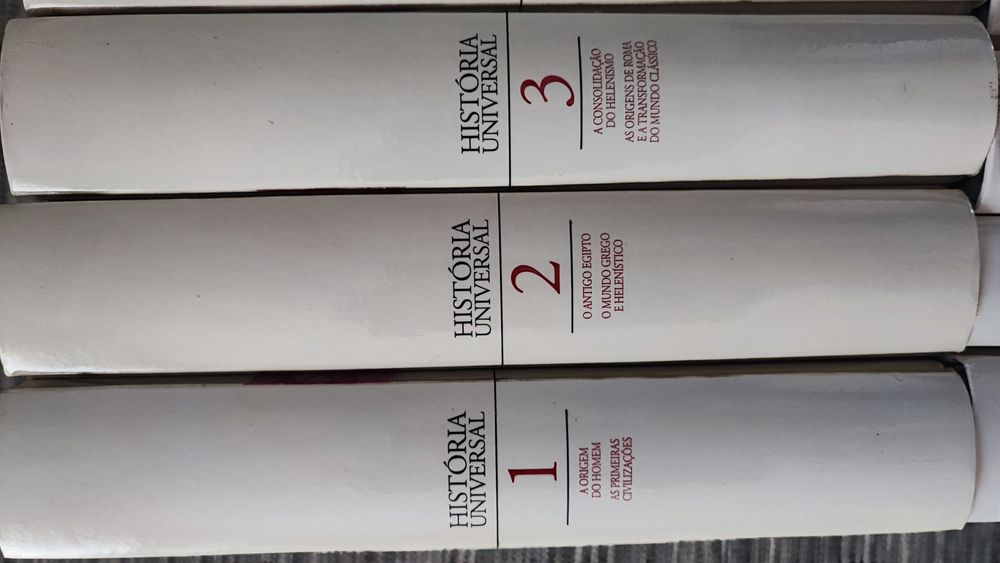 HISTÓRIA
UNIVERSAL
3
A CONSOLIDAÇÃO
DO HELENISMO
AS ORIGENS DE ROMA
E A TRANSFORMAÇÃO
DO MUNDO CLÁSSICO
HISTÓRIA
UNIVERSAL
2
O ANTIGO EGIPTO
O MUNDO GREGO
E HELENÍSTICO
HISTÓRIA
UNIVERSAL
1
A ORIGEM
DO HOMEM
AS PRIMEIRAS
CIVILIZAÇÕES